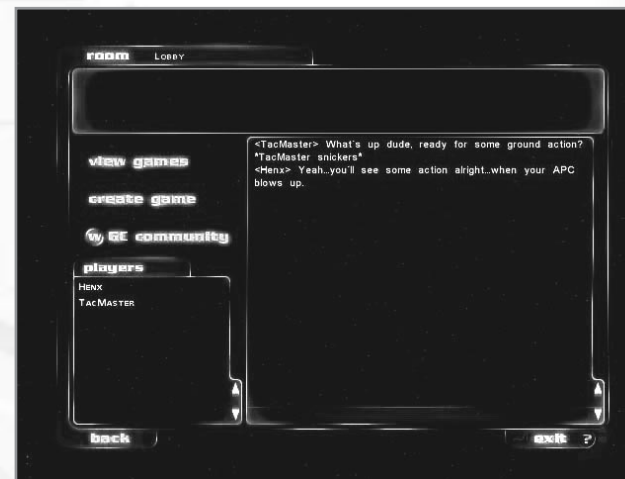 room LOBBY
<TacMaster> What's up dude, ready for some ground action?
*TacMaster snickers*
<Henx> Yeah...you'll see some action alright...when your APC
blows up.
view games
create game
W GC community
players
HENX
TACMASTER
back
exit ?